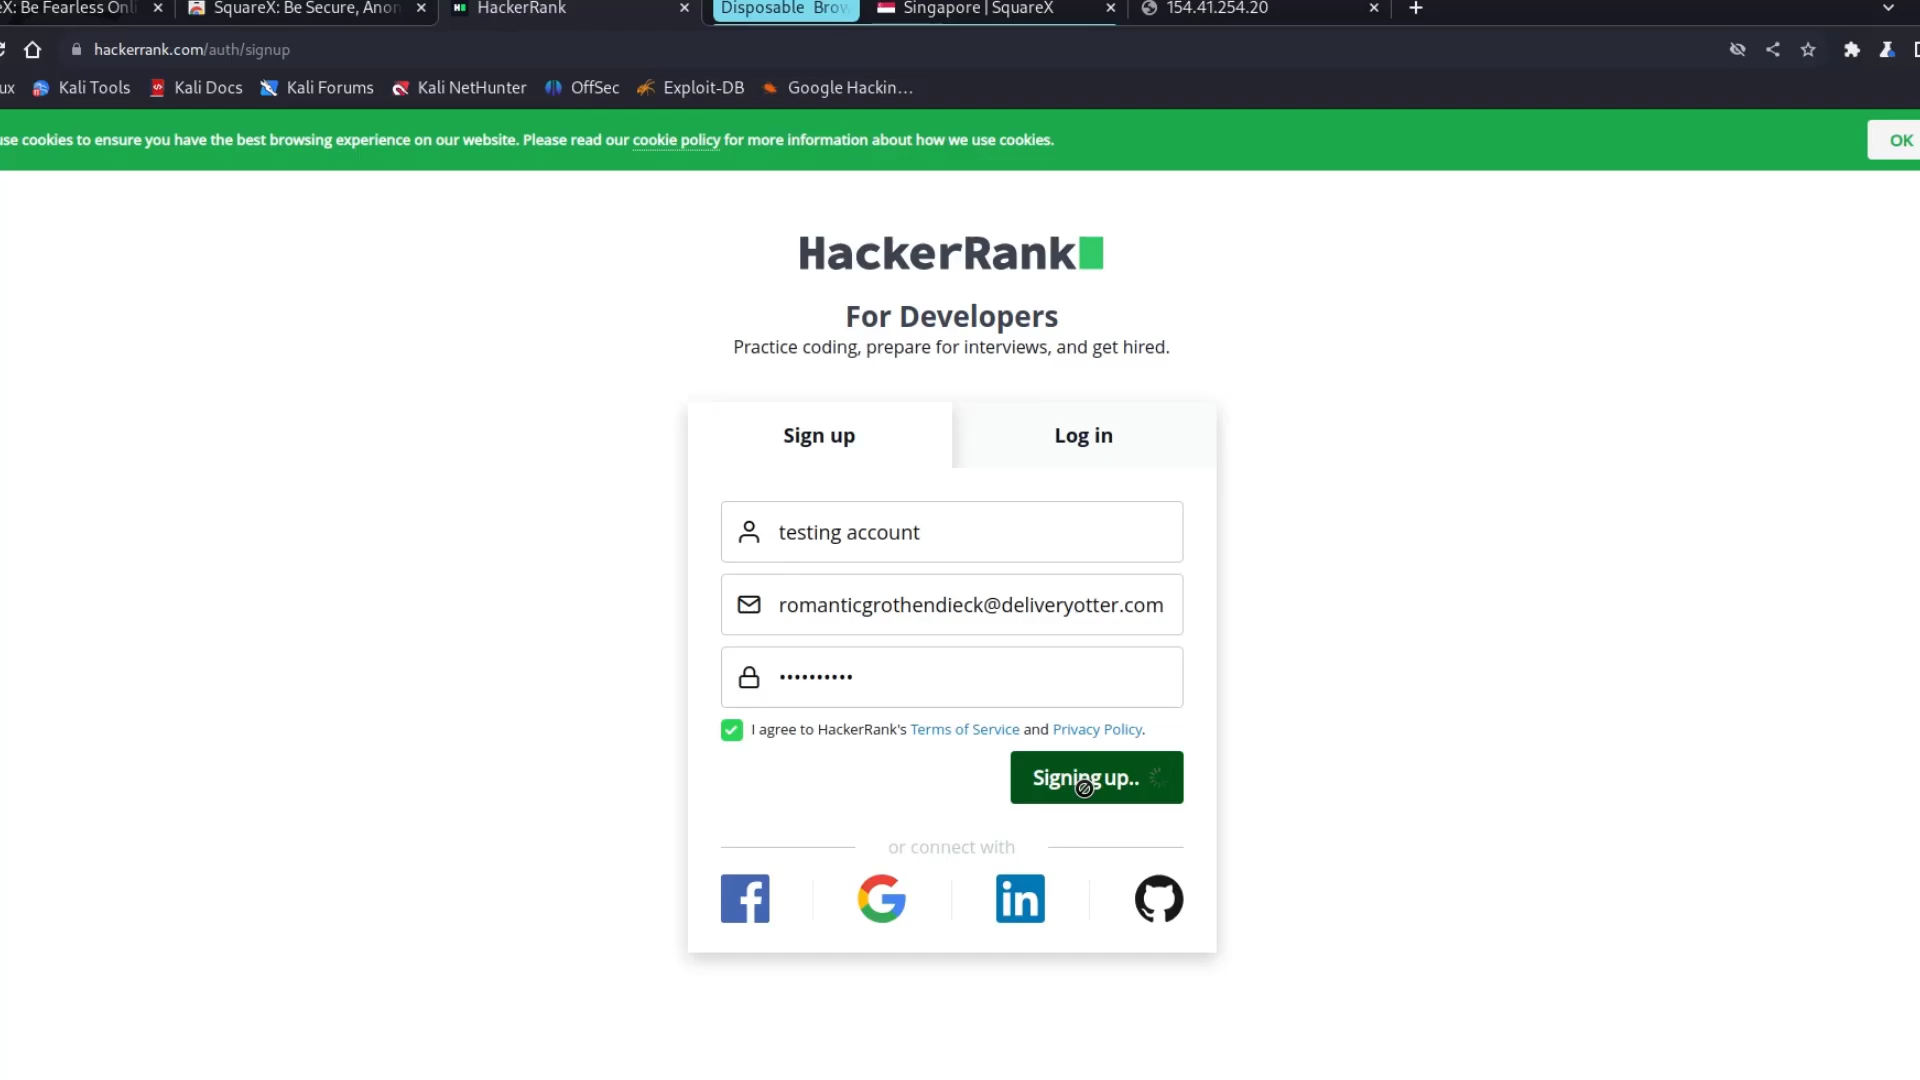 X: Be Fearless Onli
SquareX: Be Secure, Anon
HackerRank
Disposable Brow
Singapore | SquareX
154.41.254.20
hackerrank.com/auth/signup
ux
Kali Tools
Kali Docs
Kali Forums
Kali NetHunter
OffSec
Exploit-DB
Google Hackin…
use cookies to ensure you have the best browsing experience on our website. Please read our cookie policy for more information about how we use cookies.
OK
HackerRank
For Developers
Practice coding, prepare for interviews, and get hired.
Sign up
Log in
testing account
romanticgrothendieck@deliveryotter.com
••••••••••
I agree to HackerRank's Terms of Service and Privacy Policy.
Signing up..
or connect with